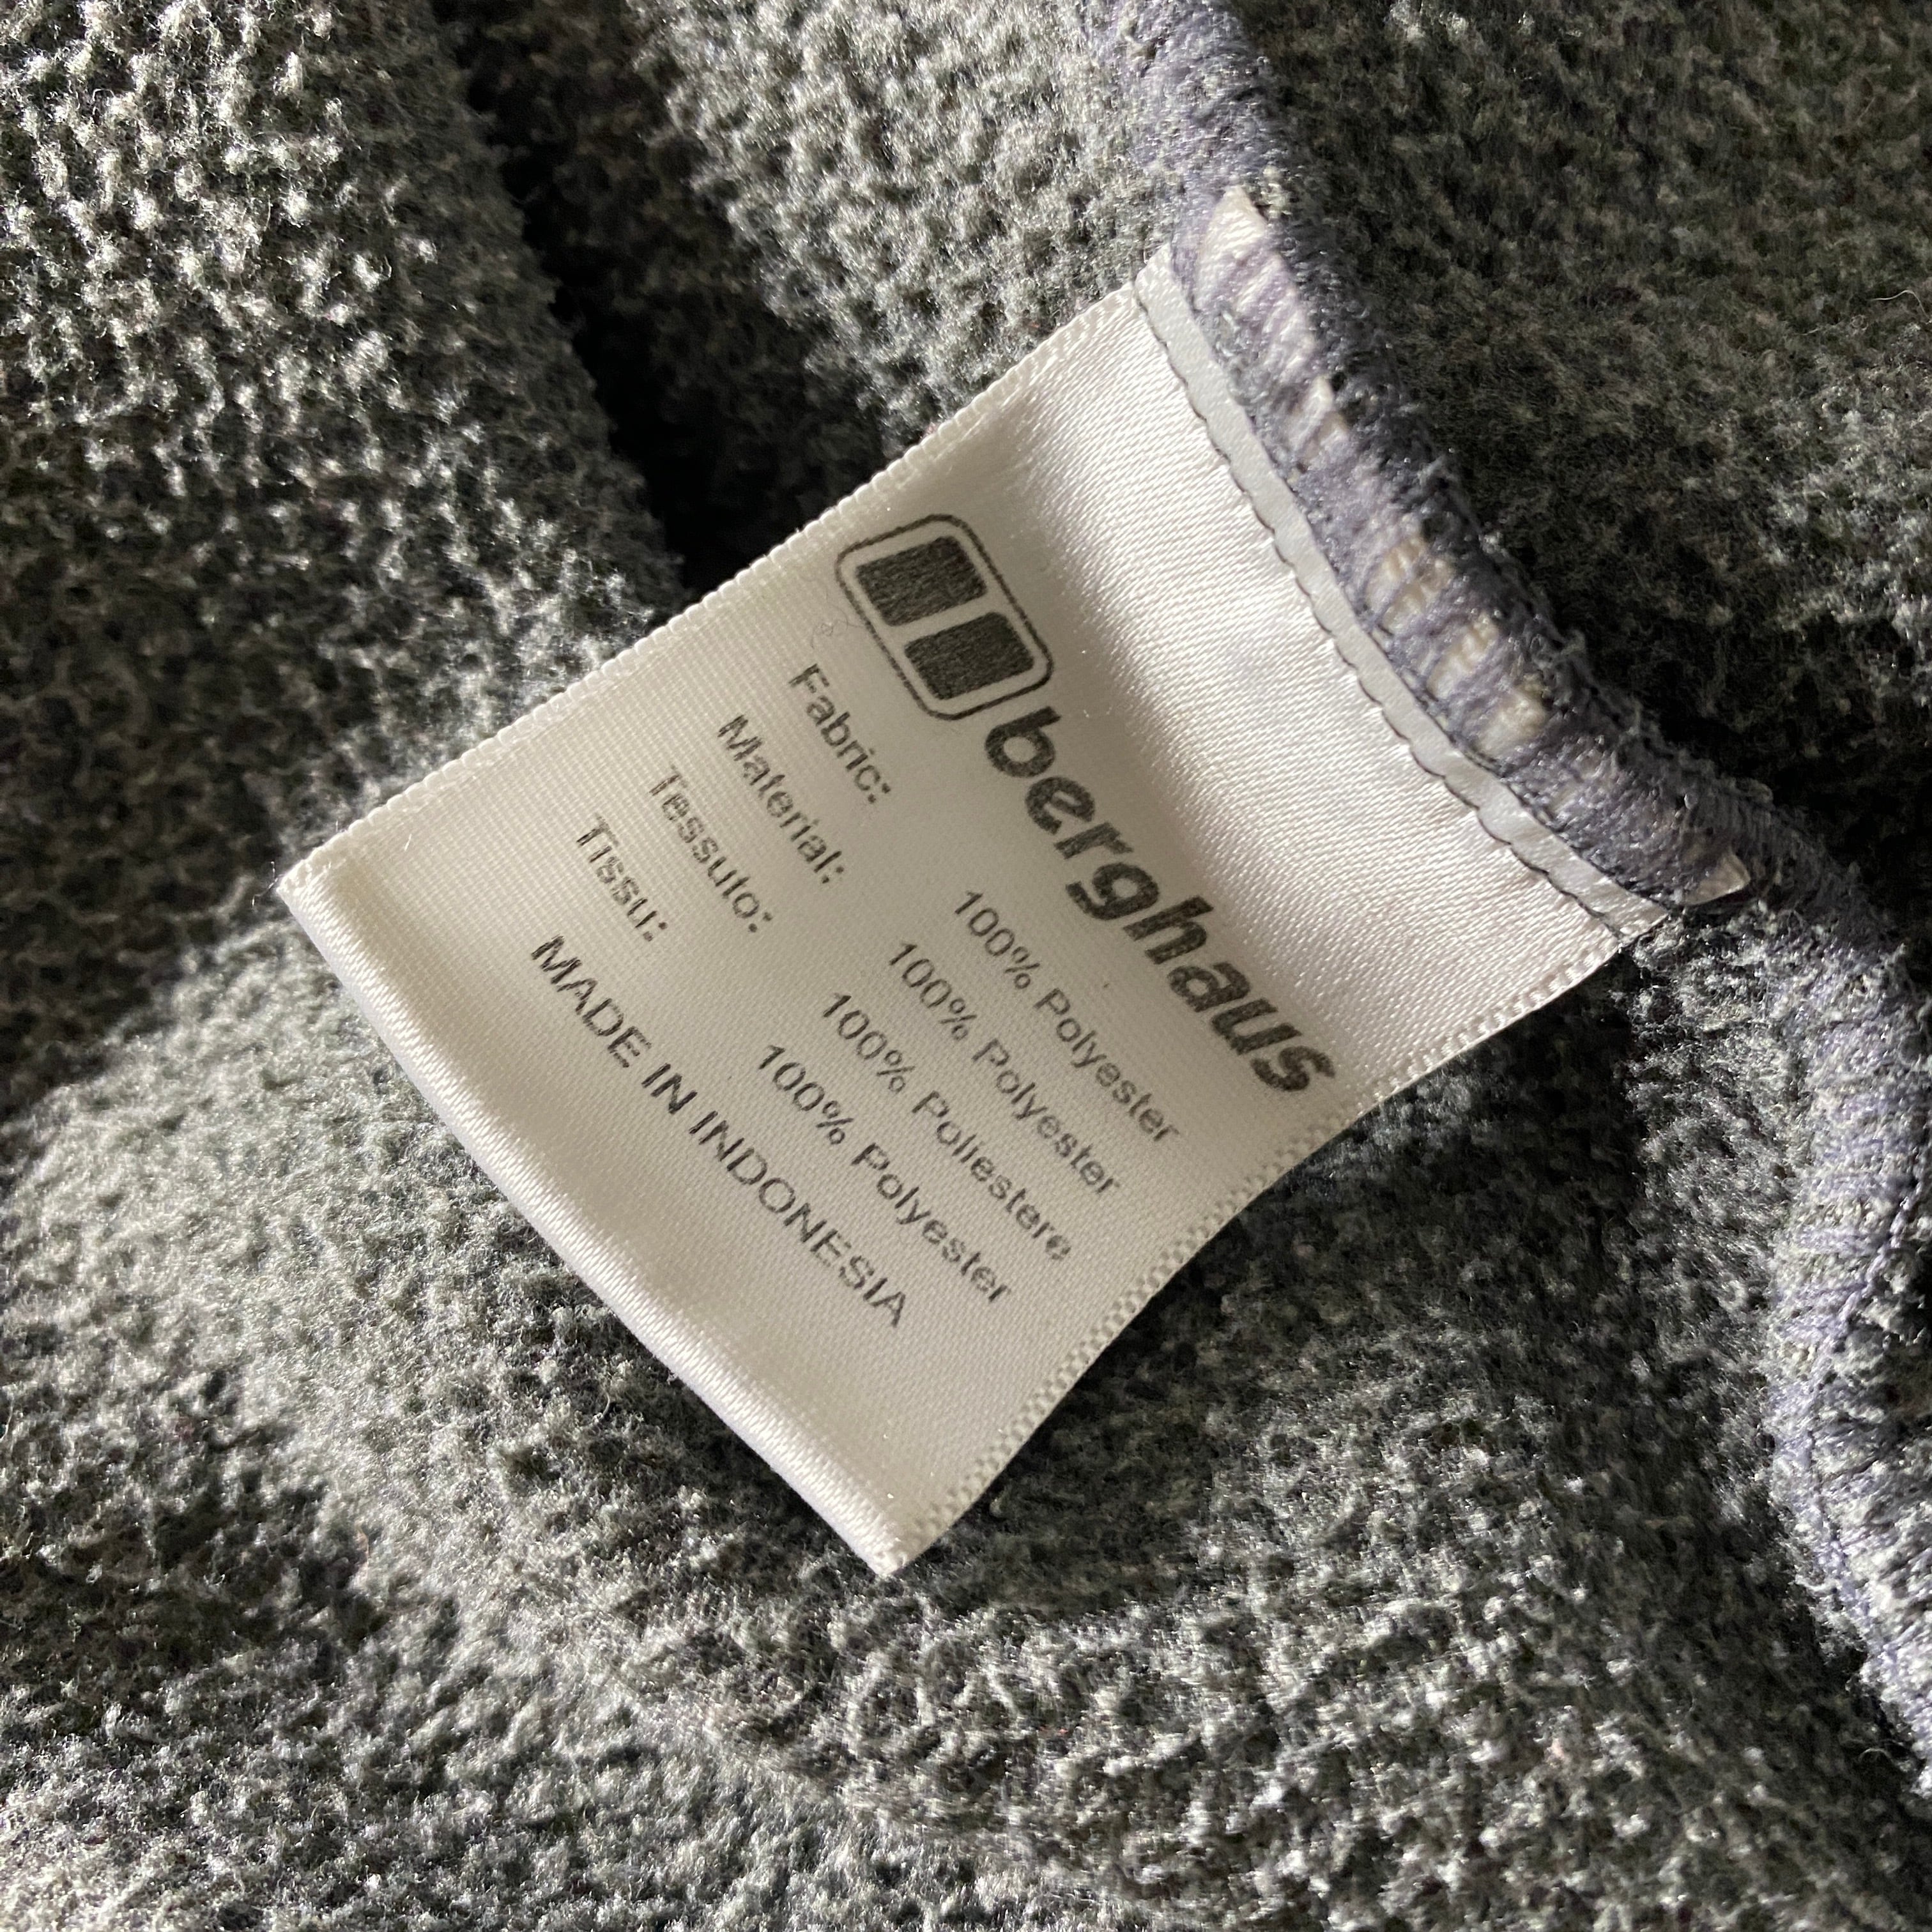 berghaus
Fabric: 100% Polyester
Material: 100% Polyester
Tessuto: 100% Poliestere
Tissu: 100% Polyester
MADE IN INDONESIA